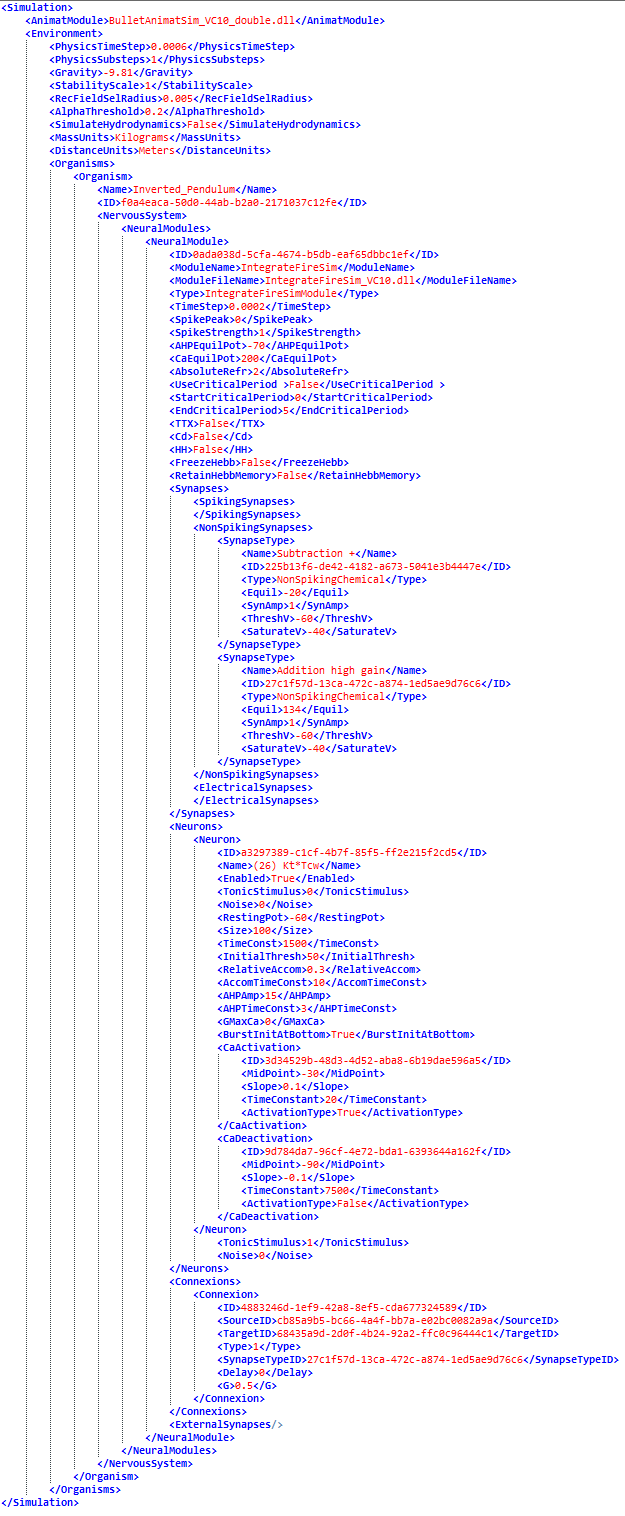 <Simulation>
<AnimatModule>BulletAnimatSim_VC10_double.dll</AnimatModule>
<Environment>
<PhysicsTimeStep>0.0006</PhysicsTimeStep>
<PhysicsSubsteps>1</PhysicsSubsteps>
<Gravity>-9.81</Gravity>
<StabilityScale>1</StabilityScale>
<RecFieldSelRadius>0.005</RecFieldSelRadius>
<AlphaThreshold>0.2</AlphaThreshold>
<SimulateHydrodynamics>False</SimulateHydrodynamics>
<MassUnits>Kilograms</MassUnits>
<DistanceUnits>Meters</DistanceUnits>
<Organisms>
<Organism>
<Name>Inverted_Pendulum</Name>
<ID>f0a4eaca-50d0-44ab-b2a0-2171037c12fe</ID>
<NervousSystem>
<NeuralModules>
<NeuralModule>
<ID>0ada038d-5cfa-4674-b5db-eaf65dbbc1ef</ID>
<ModuleName>IntegrateFireSim</ModuleName>
<ModuleFileName>IntegrateFireSim_VC10.dll</ModuleFileName>
<Type>IntegrateFireSimModule</Type>
<TimeStep>0.0002</TimeStep>
<SpikePeak>0</SpikePeak>
<SpikeStrength>1</SpikeStrength>
<AHPEquilPot>-70</AHPEquilPot>
<CaEquilPot>200</CaEquilPot>
<AbsoluteRefr>2</AbsoluteRefr>
<UseCriticalPeriod >False</UseCriticalPeriod >
<StartCriticalPeriod>0</StartCriticalPeriod>
<EndCriticalPeriod>5</EndCriticalPeriod>
<TTX>False</TTX>
<Cd>False</Cd>
<HH>False</HH>
<FreezeHebb>False</FreezeHebb>
<RetainHebbMemory>False</RetainHebbMemory>
<Synapses>
<SpikingSynapses>
</SpikingSynapses>
<NonSpikingSynapses>
<SynapseType>
<Name>Subtraction +</Name>
<ID>225b13f6-de42-4182-a673-5041e3b4447e</ID>
<Type>NonSpikingChemical</Type>
<Equil>-20</Equil>
<SynAmp>1</SynAmp>
<ThreshV>-60</ThreshV>
<SaturateV>-40</SaturateV>
</SynapseType>
<SynapseType>
<Name>Addition high gain</Name>
<ID>27c1f57d-13ca-472c-a874-1ed5ae9d76c6</ID>
<Type>NonSpikingChemical</Type>
<Equil>134</Equil>
<SynAmp>1</SynAmp>
<ThreshV>-60</ThreshV>
<SaturateV>-40</SaturateV>
</SynapseType>
</NonSpikingSynapses>
<ElectricalSynapses>
</ElectricalSynapses>
</Synapses>
<Neurons>
<Neuron>
<ID>a3297389-c1cf-4b7f-85f5-ff2e215f2cd5</ID>
<Name>(26) Kt*Tcw</Name>
<Enabled>True</Enabled>
<TonicStimulus>0</TonicStimulus>
<Noise>0</Noise>
<RestingPot>-60</RestingPot>
<Size>100</Size>
<TimeConst>1500</TimeConst>
<InitialThresh>50</InitialThresh>
<RelativeAccom>0.3</RelativeAccom>
<AccomTimeConst>10</AccomTimeConst>
<AHPAmp>15</AHPAmp>
<AHPTimeConst>3</AHPTimeConst>
<GMaxCa>0</GMaxCa>
<BurstInitAtBottom>True</BurstInitAtBottom>
<CaActivation>
<ID>3d34529b-48d3-4d52-aba8-6b19dae596a5</ID>
<MidPoint>-30</MidPoint>
<Slope>0.1</Slope>
<TimeConstant>20</TimeConstant>
<ActivationType>True</ActivationType>
</CaActivation>
<CaDeactivation>
<ID>9d784da7-96cf-4e72-bda1-6393644a162f</ID>
<MidPoint>-90</MidPoint>
<Slope>-0.1</Slope>
<TimeConstant>7500</TimeConstant>
<ActivationType>False</ActivationType>
</CaDeactivation>
</Neuron>
<TonicStimulus>1</TonicStimulus>
<Noise>0</Noise>
</Neurons>
<Connexions>
<Connexion>
<ID>4883246d-1ef9-42a8-8ef5-cda677324589</ID>
<SourceID>cb85a9b5-bc66-4a4f-bb7a-e02bc0082a9a</SourceID>
<TargetID>68435a9d-2d0f-4b24-92a2-ffc0c96444c1</TargetID>
<Type>1</Type>
<SynapseTypeID>27c1f57d-13ca-472c-a874-1ed5ae9d76c6</SynapseTypeID>
<Delay>0</Delay>
<G>0.5</G>
</Connexion>
</Connexions>
<ExternalSynapses/>
</NeuralModule>
</NeuralModules>
</NervousSystem>
</Organism>
</Organisms>
</Simulation>